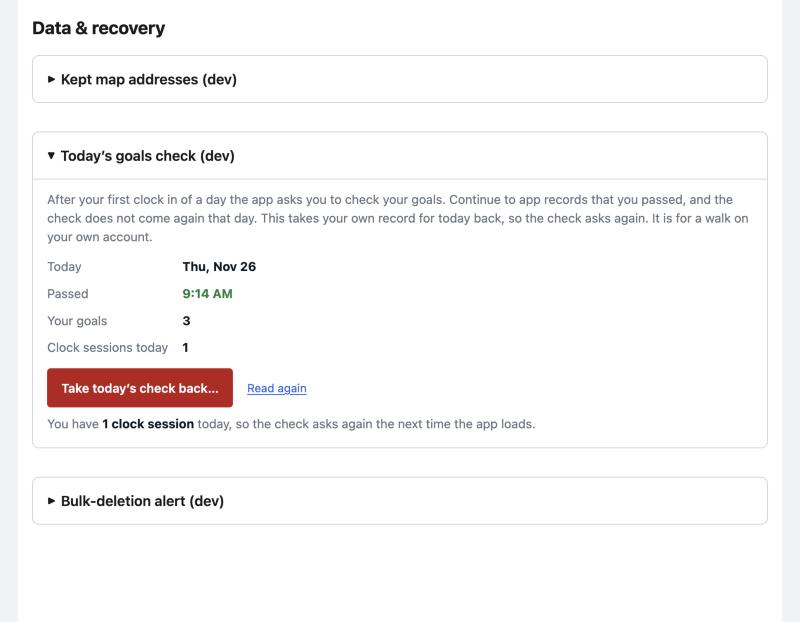 Data & recovery
Kept map addresses (dev)
Today’s goals check (dev)
After your first clock in of a day the app asks you to check your goals. Continue to app records that you passed, and the
check does not come again that day. This takes your own record for today back, so the check asks again. It is for a walk on
your own account.
Today Thu, Nov 26
Passed 9:14 AM
Your goals 3
Clock sessions today 1
Take today’s check back... Read again
You have 1 clock session today, so the check asks again the next time the app loads.
Bulk-deletion alert (dev)